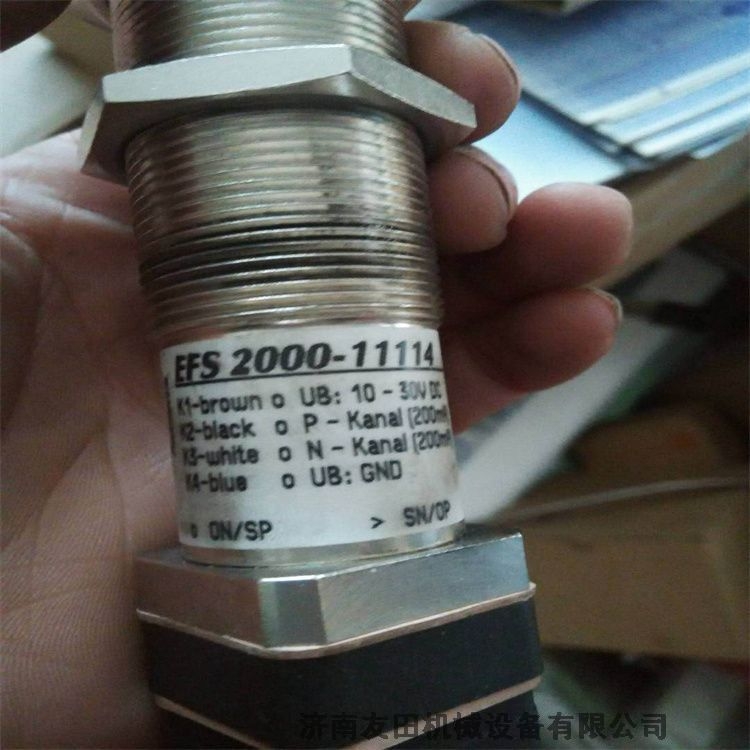 EFS 2000-11114
K1-brown o UB: 10 - 30V DC
K2-black o P - Kanal (200mA
K3-white o N - Kanal (200mA
K4-blue o UB: GND
o ON/SP > SN/OP
济南友田机械设备有限公司